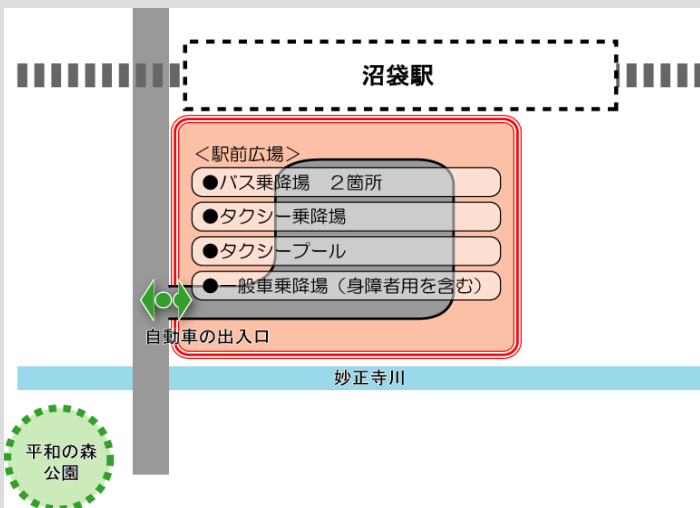 沼袋駅
＜駅前広場＞
●バス乗降場　２箇所
●タクシー乗降場
●タクシープール
●一般車乗降場（身障者用を含む）
自動車の出入口
妙正寺川
平和の森
公園